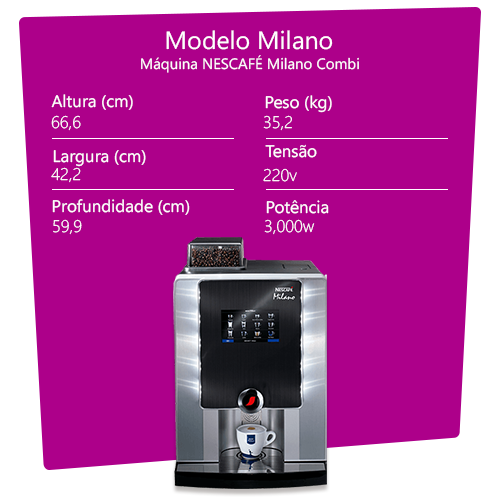 Modelo Milano
Máquina NESCAFÉ Milano Combi
Altura (cm)
66,6
Peso (kg)
35,2
Largura (cm)
42,2
Tensão
220v
Profundidade (cm)
59,9
Potência
3,000w
NESCAFÉ
Milano